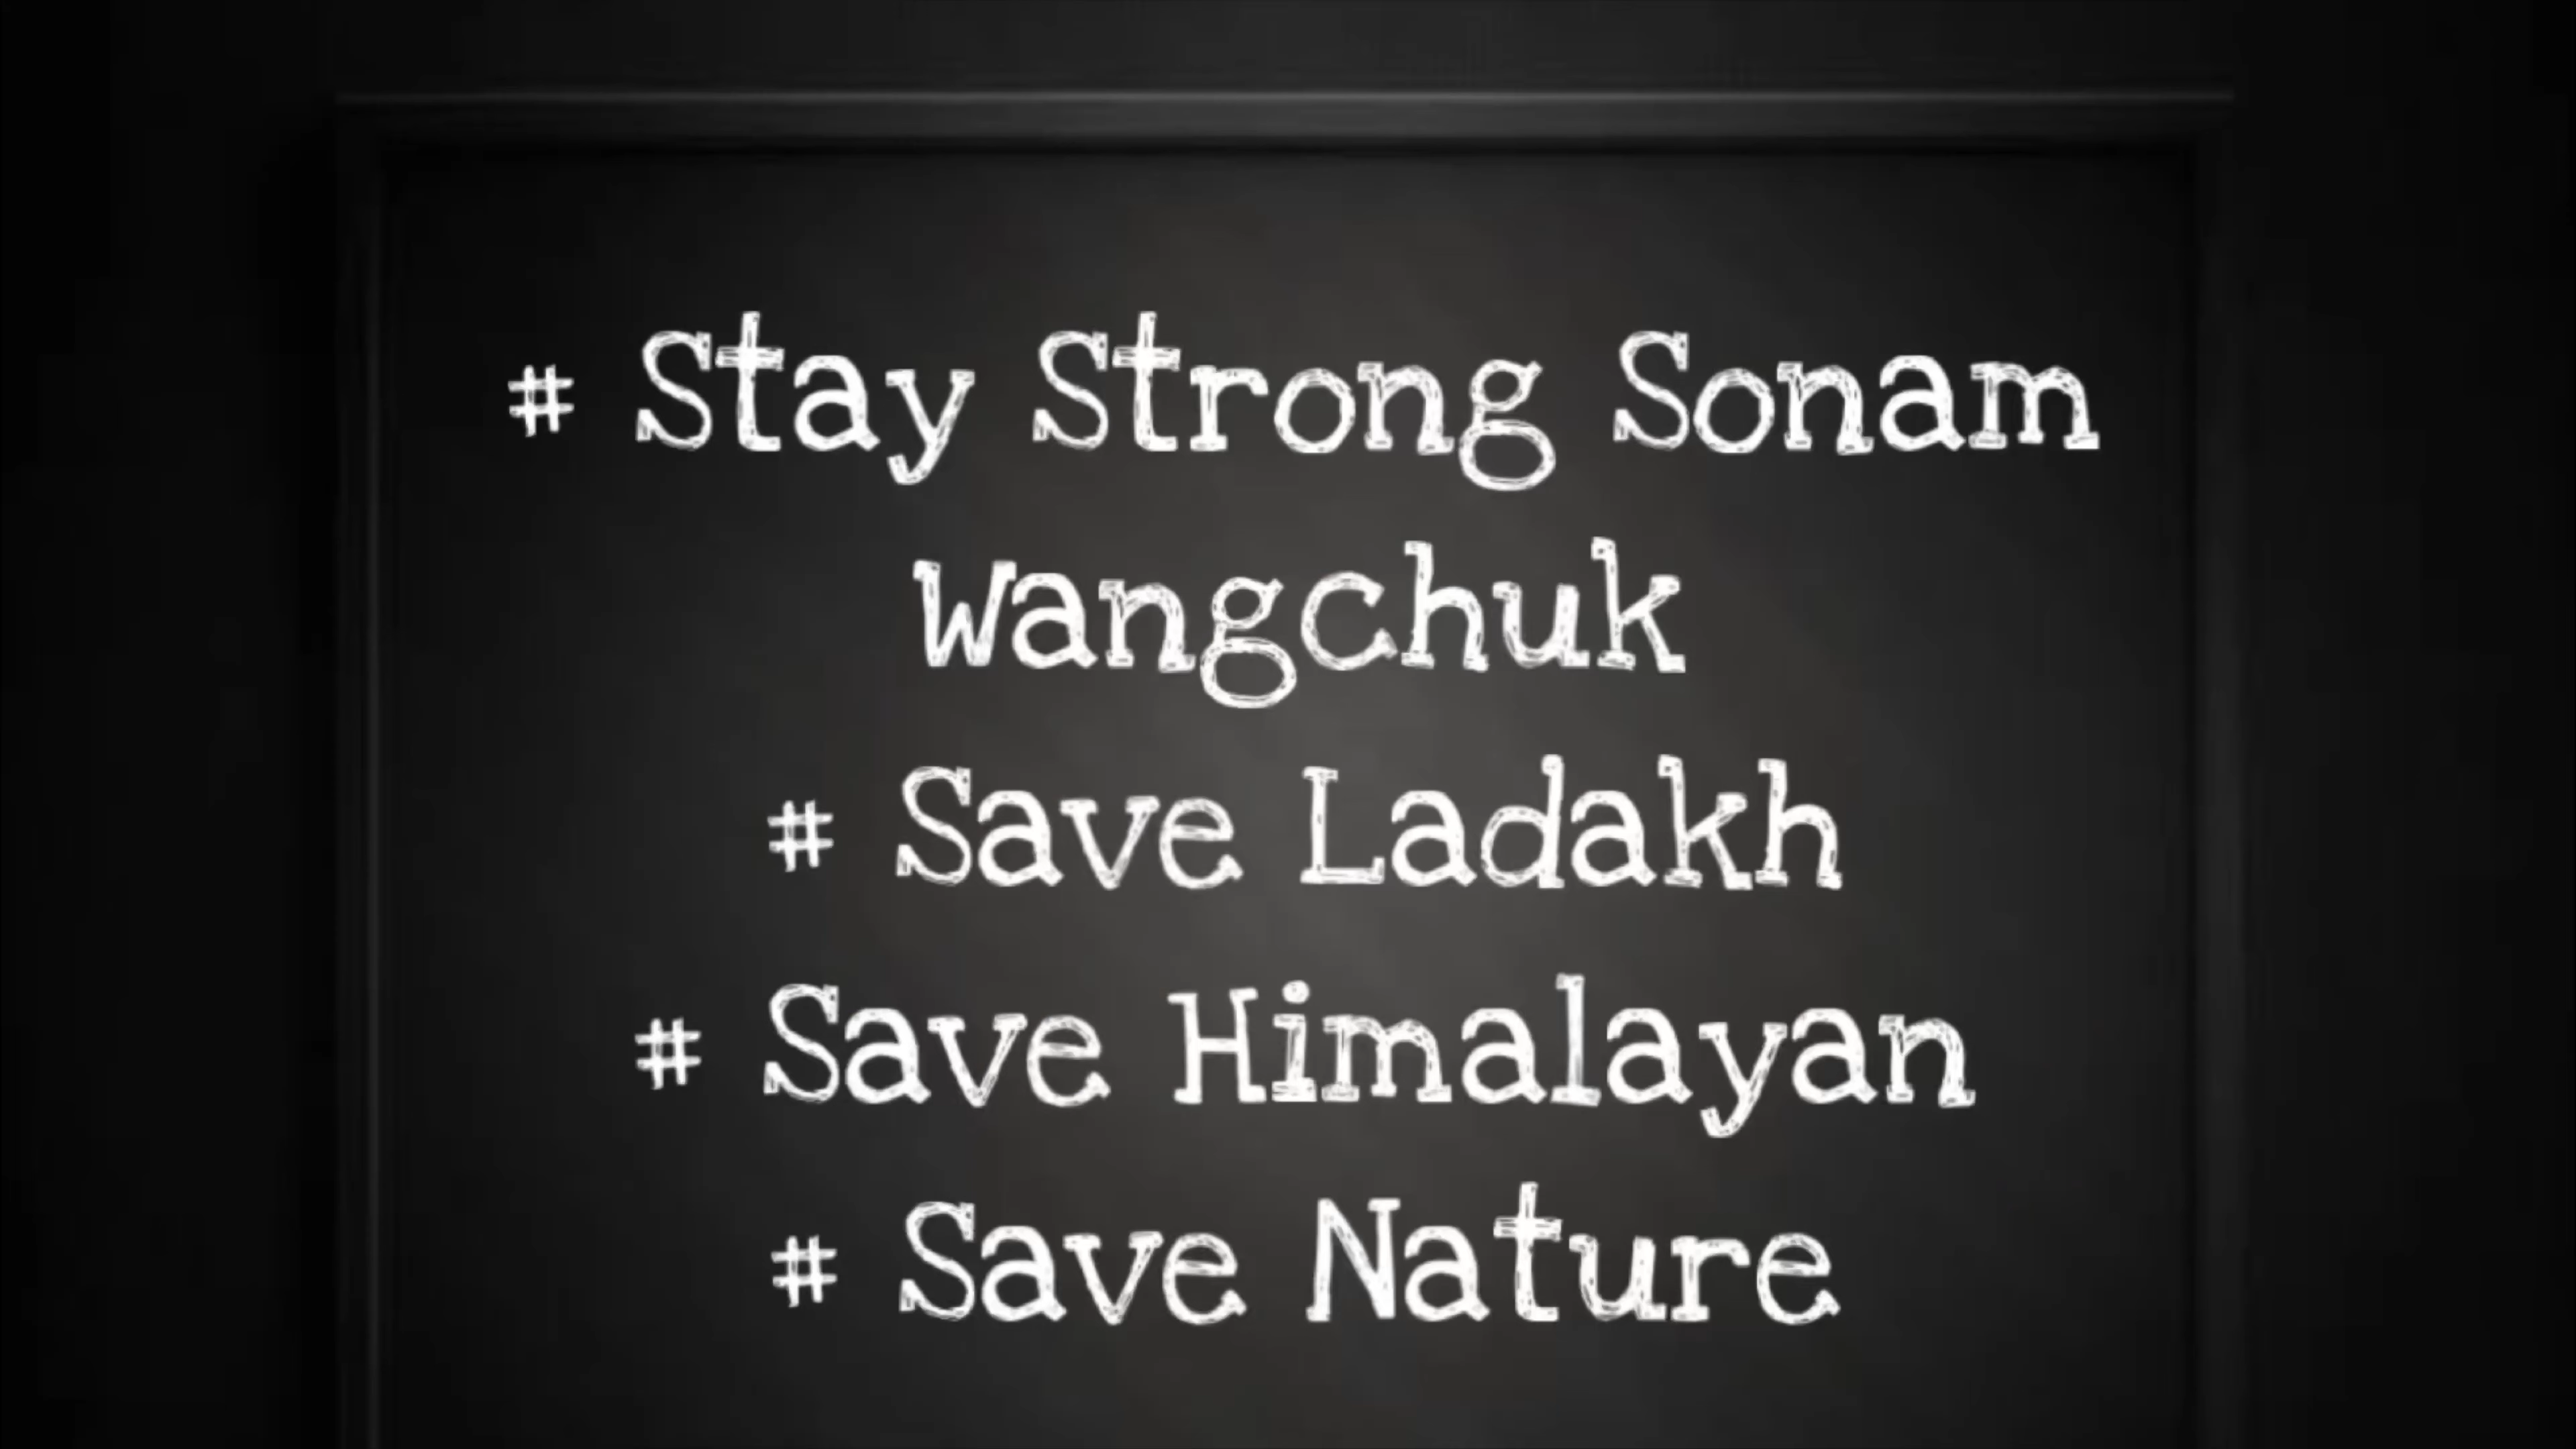 # Stay Strong Sonam
Wangchuk
# Save Ladakh
# Save Himalayan
# Save Nature